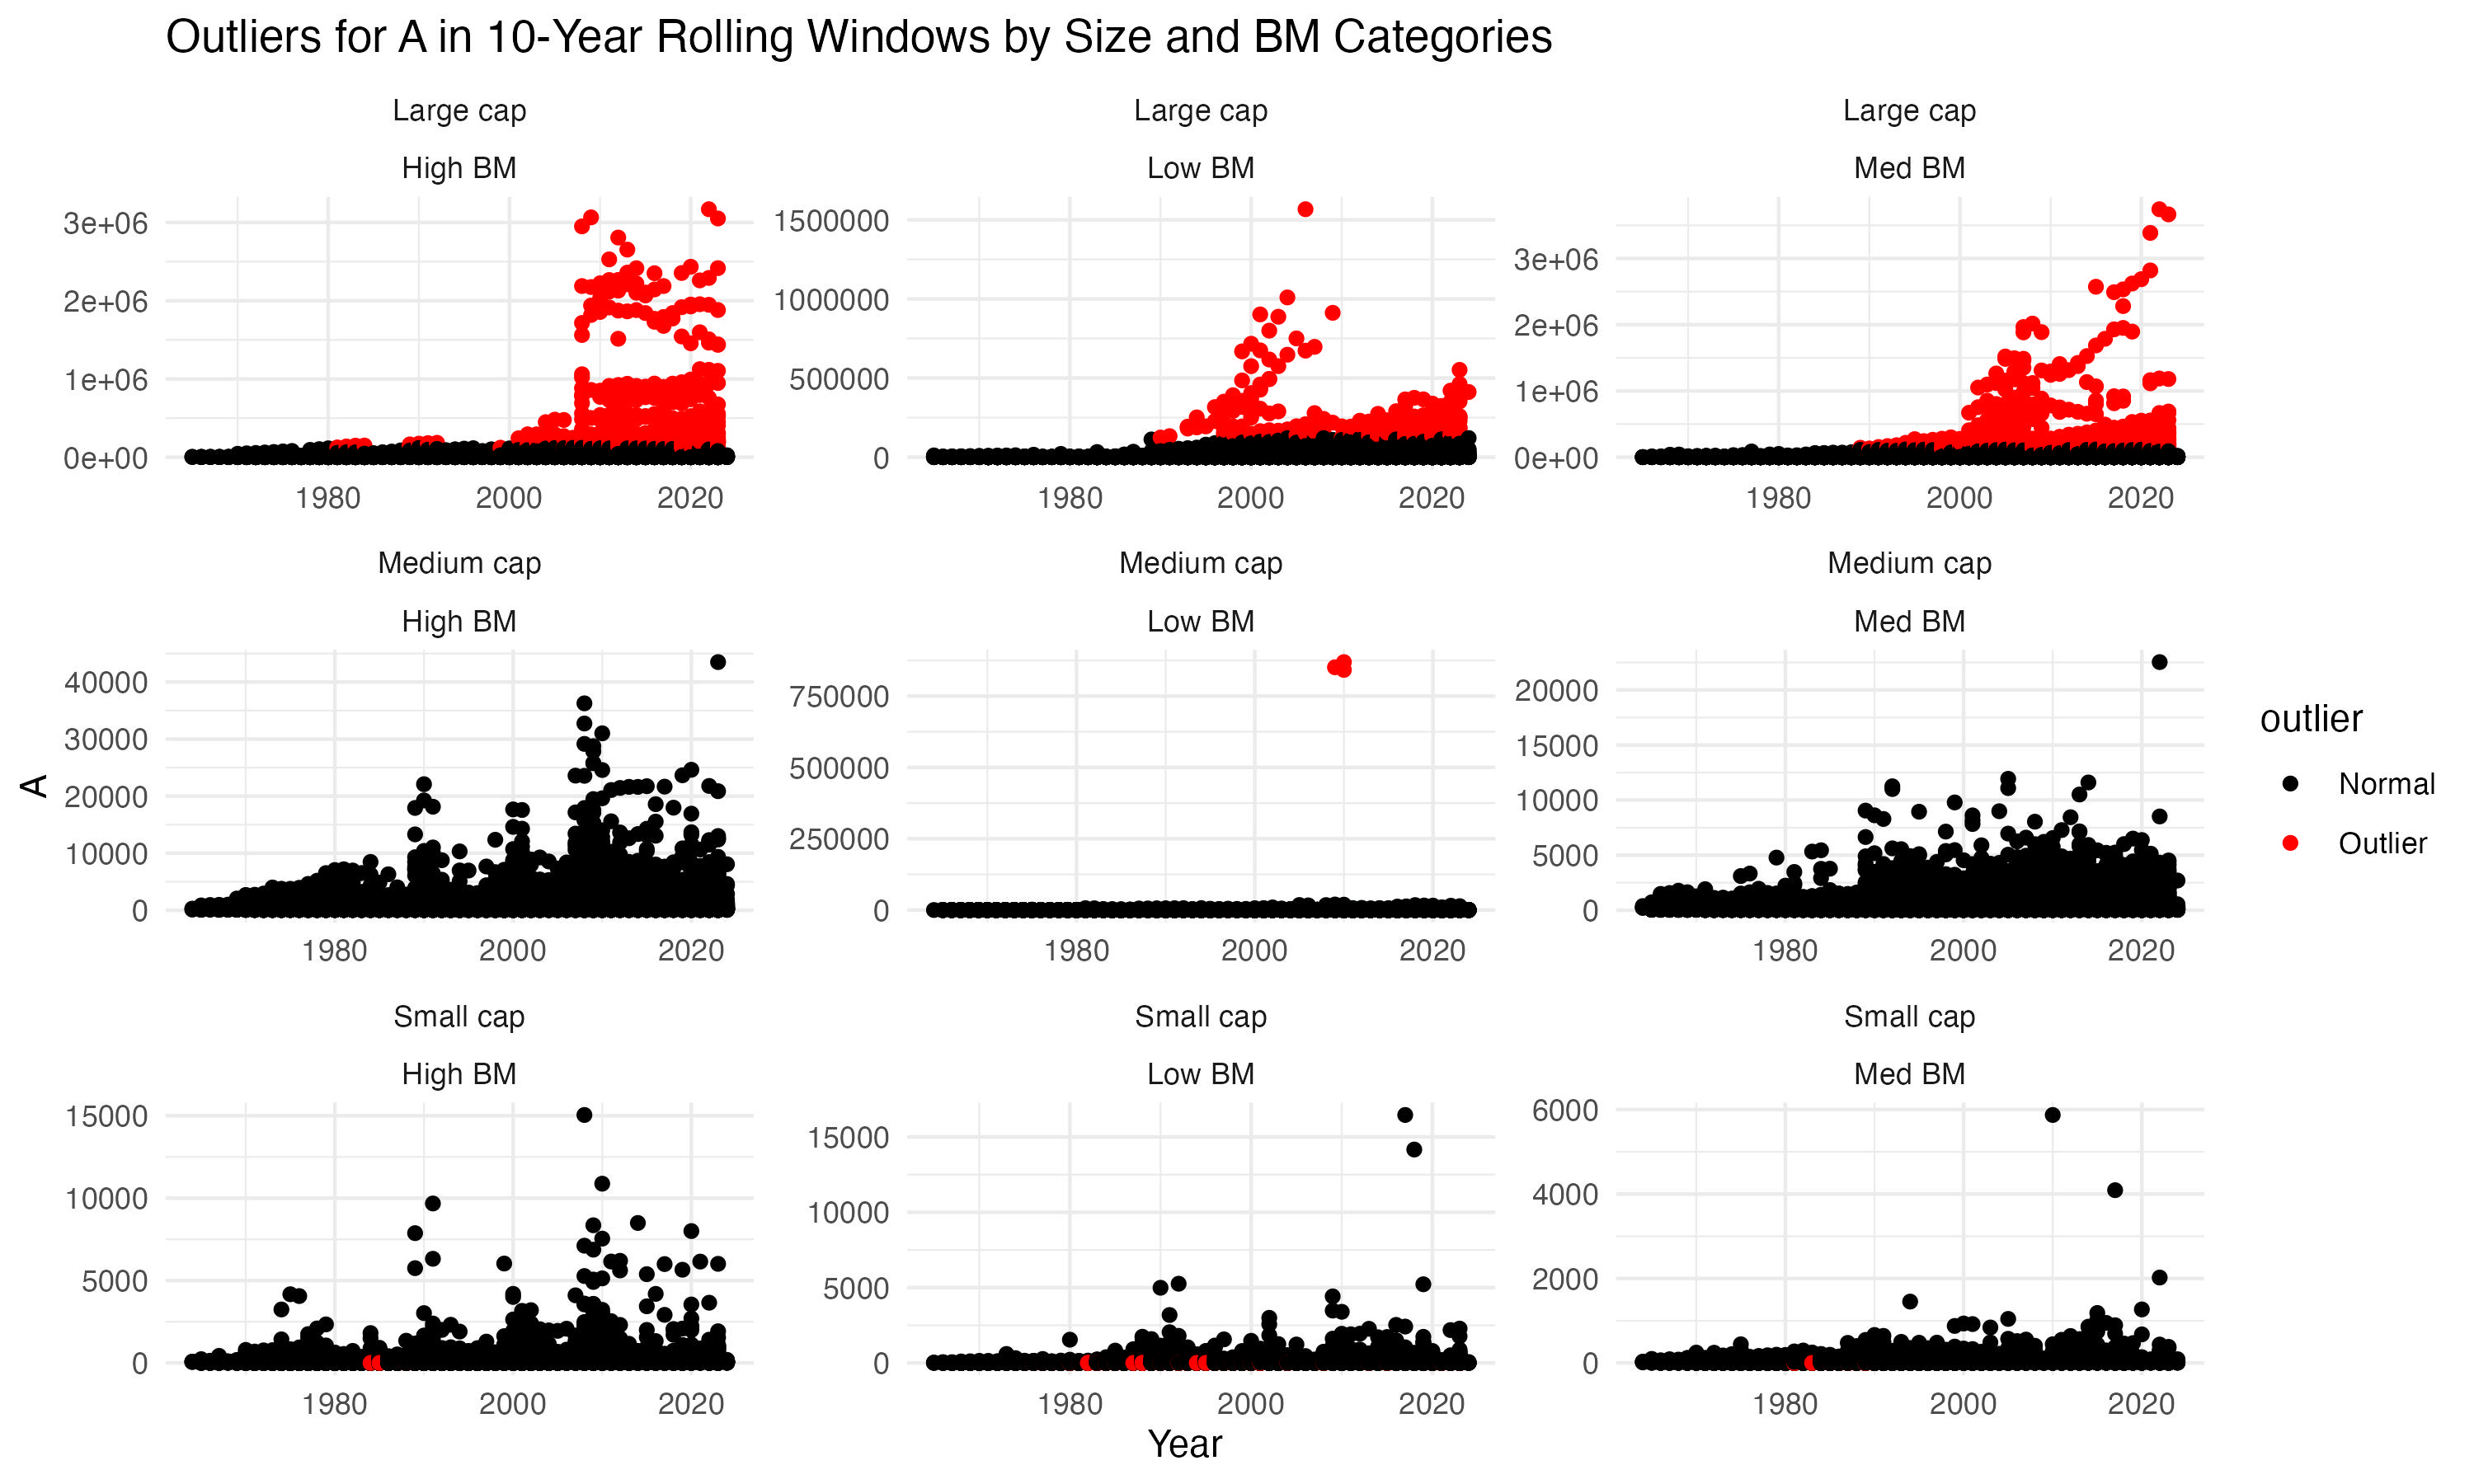 Outliers for A in 10-Year Rolling Windows by Size and BM Categories
Large cap
High BM
3e+06
2e+06
1e+06
0e+00
1980 2000 2020
Large cap
Low BM
1500000
1000000
500000
0
1980 2000 2020
Large cap
Med BM
3e+06
2e+06
1e+06
0e+00
1980 2000 2020
Medium cap
High BM
40000
30000
20000
10000
0
1980 2000 2020
Medium cap
Low BM
750000
500000
250000
0
1980 2000 2020
Medium cap
Med BM
20000
15000
10000
5000
0
1980 2000 2020
Small cap
High BM
15000
10000
5000
0
1980 2000 2020
Small cap
Low BM
15000
10000
5000
0
1980 2000 2020
Small cap
Med BM
6000
4000
2000
0
1980 2000 2020
A
Year
outlier
Normal
Outlier